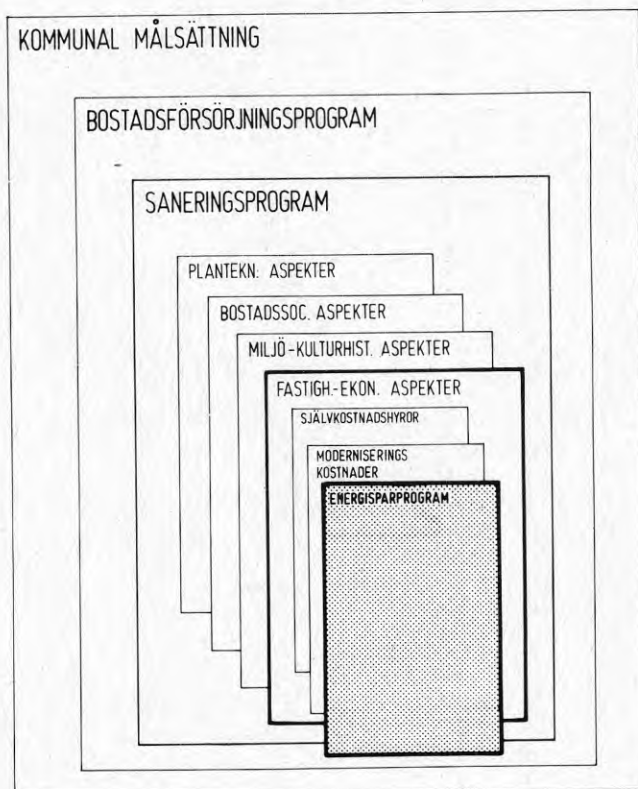 KOMMUNAL MÅLSÄTTNING
BOSTADSFÖRSÖRJNINGSPROGRAM
SANERINGSPROGRAM
PLANTEKN. ASPEKTER
BOSTADSSOC. ASPEKTER
MILJÖ-KULTURHIST. ASPEKTER
FASTIGH.-EKON. ASPEKTER
SJÄLVKOSTNADSHYROR
MODERNISERINGS
KOSTNADER
ENERGISPARPROGRAM